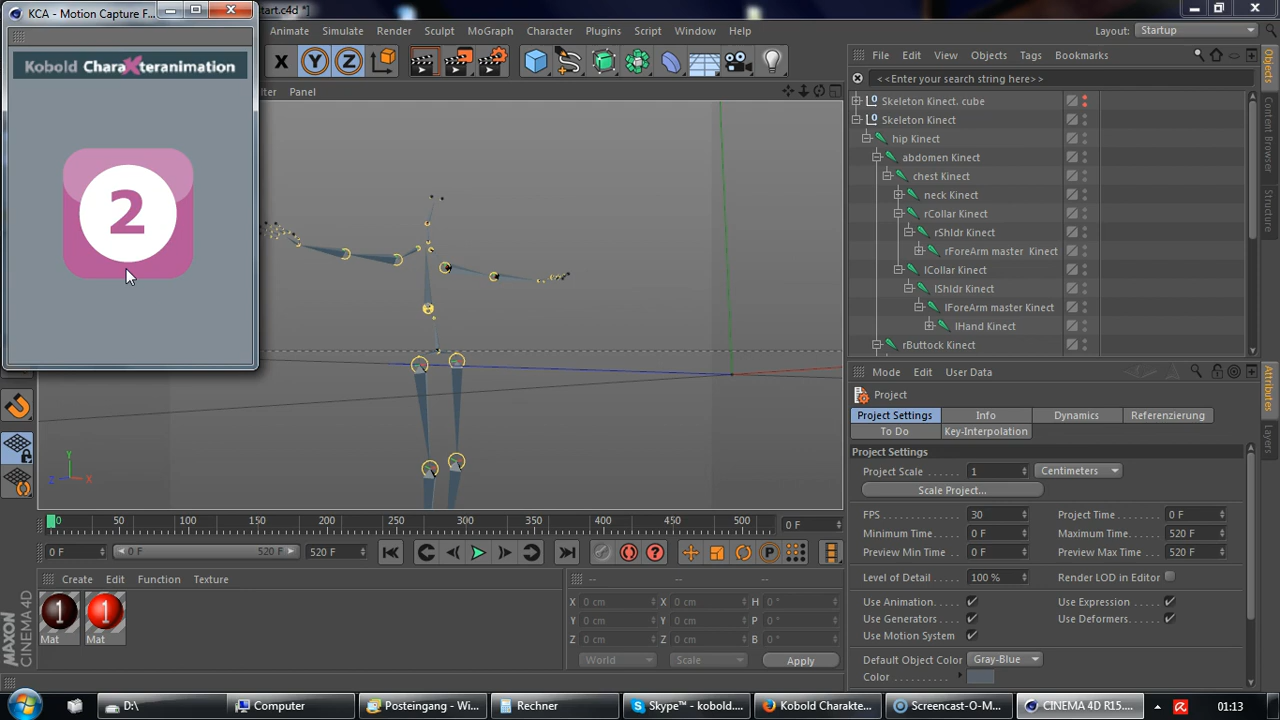 KCA - Motion Capture F...
Kobold CharaXteranimation
2
tart.c4d *]
Animate Simulate Render Sculpt MoGraph Character Plugins Script Window Help
Layout: Startup
X Y Z
ter Panel
File Edit View Objects Tags Bookmarks
<<Enter your search string here>>
Skeleton Kinect. cube
Skeleton Kinect
hip Kinect
abdomen Kinect
chest Kinect
neck Kinect
rCollar Kinect
rShldr Kinect
rForeArm master Kinect
lCollar Kinect
lShldr Kinect
lForeArm master Kinect
lHand Kinect
rButtock Kinect
Objects
Content Browser
Structure
Attributes
Layers
Mode Edit User Data
Project
Project Settings Info Dynamics Referenzierung
To Do Key-Interpolation
Project Settings
Project Scale 1 Centimeters
Scale Project...
FPS 30 Project Time 0 F
Minimum Time 0 F Maximum Time 520 F
Preview Min Time 0 F Preview Max Time 520 F
Level of Detail 100 % Render LOD in Editor
Use Animation Use Expression
Use Generators Use Deformers
Use Motion System
Default Object Color Gray-Blue
Color
Y
Z X
0 50 100 150 200 250 300 350 400 450 500 0 F
0 F 0 F 520 F 520 F
Create Edit Function Texture
Mat Mat
-- -- --
X 0 cm X 0 cm H 0 °
Y 0 cm Y 0 cm P 0 °
Z 0 cm Z 0 cm B 0 °
World Scale Apply
MAXON
CINEMA 4D
D:\ Computer Posteingang - Wi... Rechner Skype™ - kobold.... Kobold Charakte... Screencast-O-M... CINEMA 4D R15.... 01:13